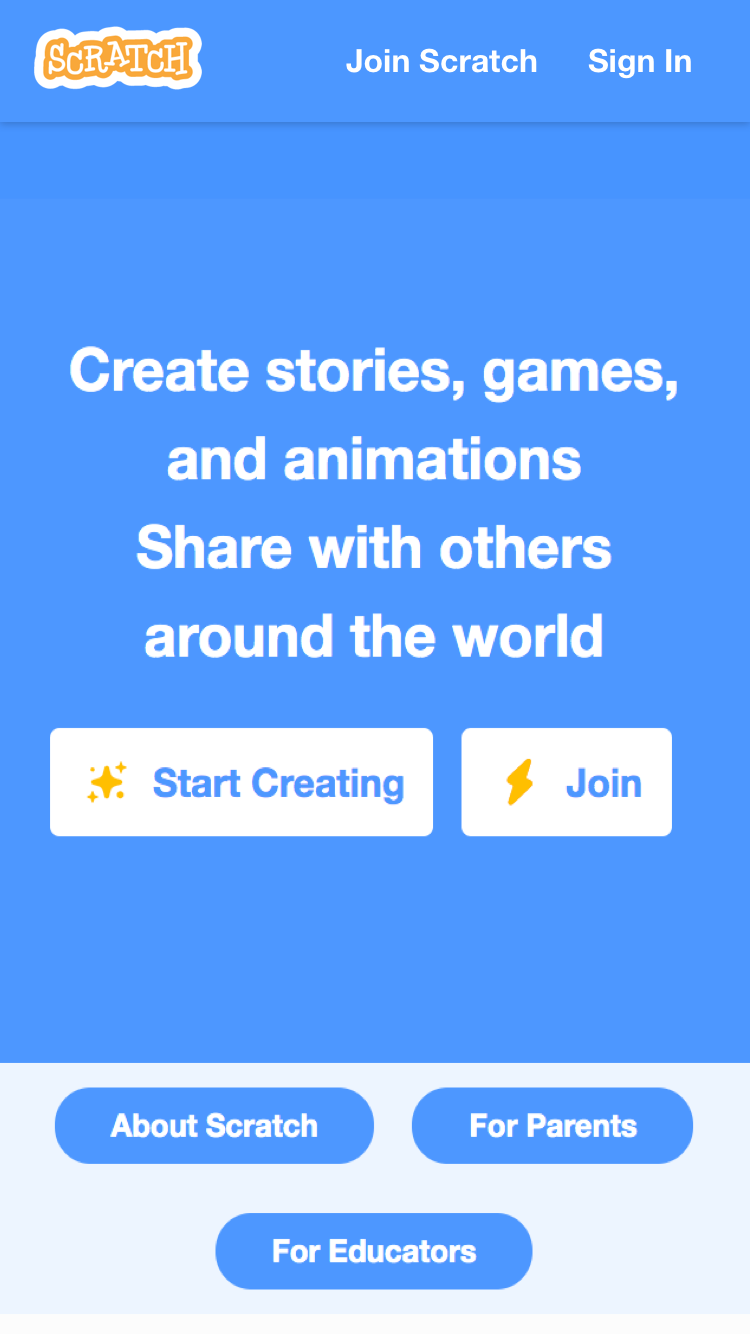 SCRATCH
Join Scratch
Sign In
Create stories, games,
and animations
Share with others
around the world
Start Creating
Join
About Scratch
For Parents
For Educators